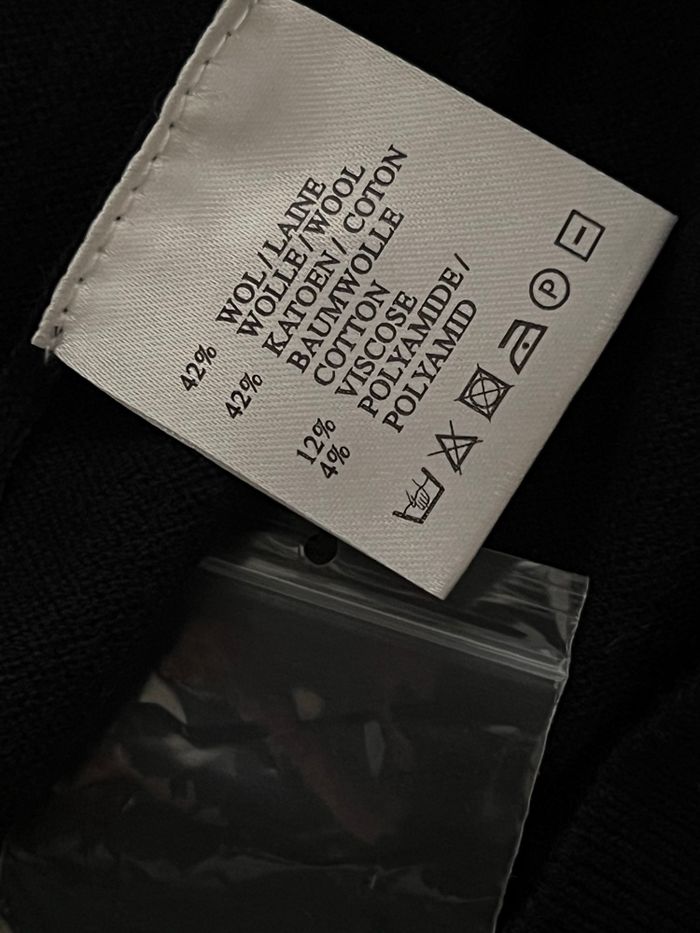 42% WOL / LAINE
WOLLE / WOOL
42% KATOEN / COTON
BAUMWOLLE
COTTON
12% VISCOSE
4% POLYAMIDE /
POLYAMID
P